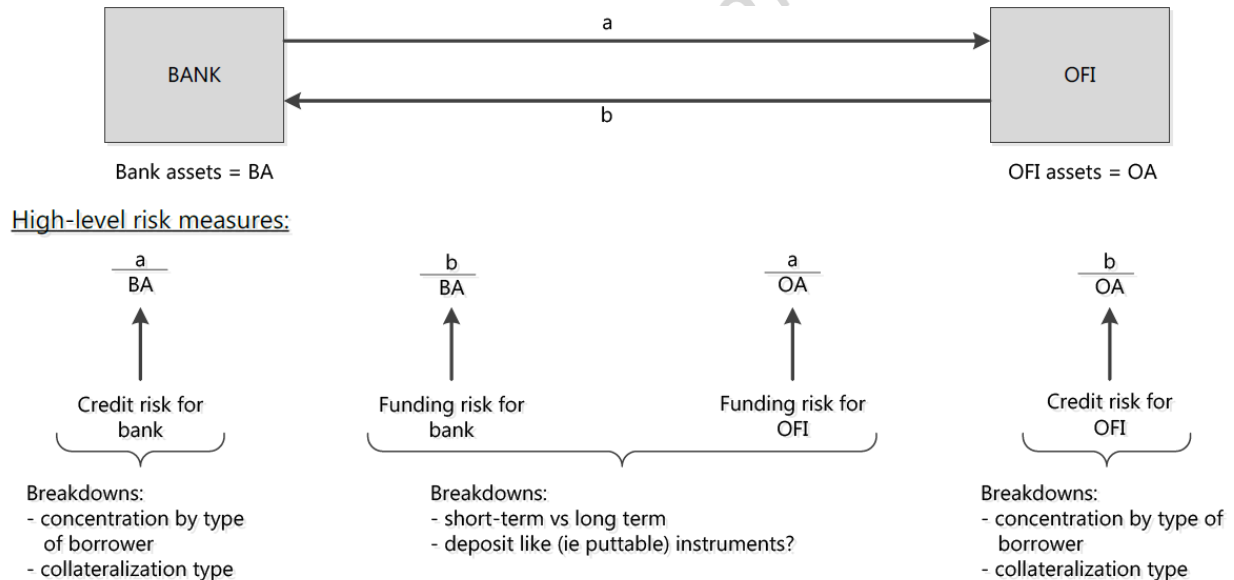 a
BANK
OFI
b
Bank assets = BA
OFI assets = OA
High-level risk measures:
a
BA
b
BA
a
OA
b
OA
Credit risk for
bank
Funding risk for
bank
Funding risk for
OFI
Credit risk for
OFI
Breakdowns:
- concentration by type
of borrower
- collateralization type
Breakdowns:
- short-term vs long term
- deposit like (ie puttable) instruments?
Breakdowns:
- concentration by type of
borrower
- collateralization type